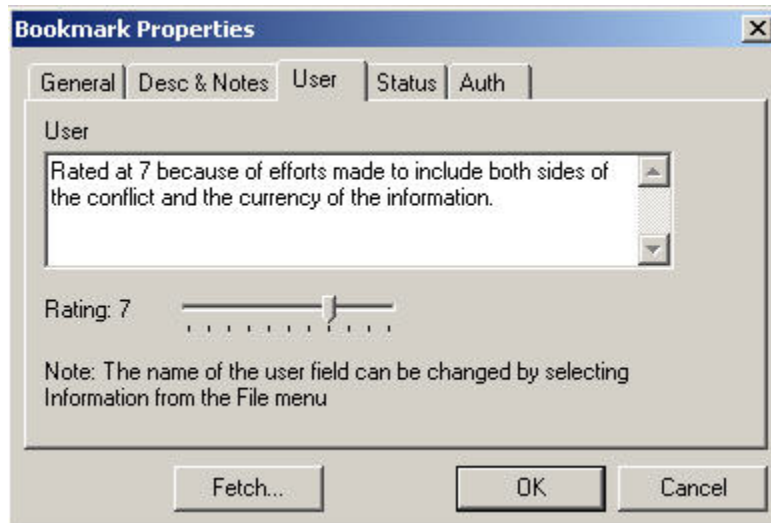 Bookmark Properties
General Desc & Notes User Status Auth
User
Rated at 7 because of efforts made to include both sides of
the conflict and the currency of the information.
Rating: 7
Note: The name of the user field can be changed by selecting
Information from the File menu
Fetch... OK Cancel